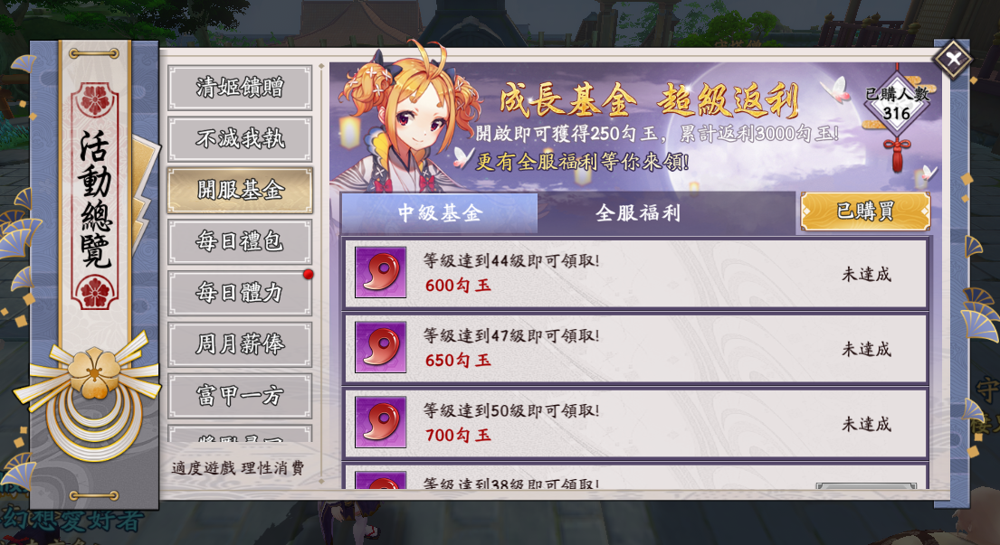 活動總覽
清姬饋贈
不滅我執
開服基金
每日禮包
每日體力
周月薪俸
富甲一方
適度遊戲 理性消費
成長基金 超級返利
開啟即可獲得250勾玉，累計返利3000勾玉!
更有全服福利等你來領!
已購人數
316
中級基金
全服福利
已購買
等級達到44級即可領取!
600勾玉
未達成
等級達到47級即可領取!
650勾玉
未達成
等級達到50級即可領取!
700勾玉
未達成
等級達到38級即可領取!
幻想愛好者
守